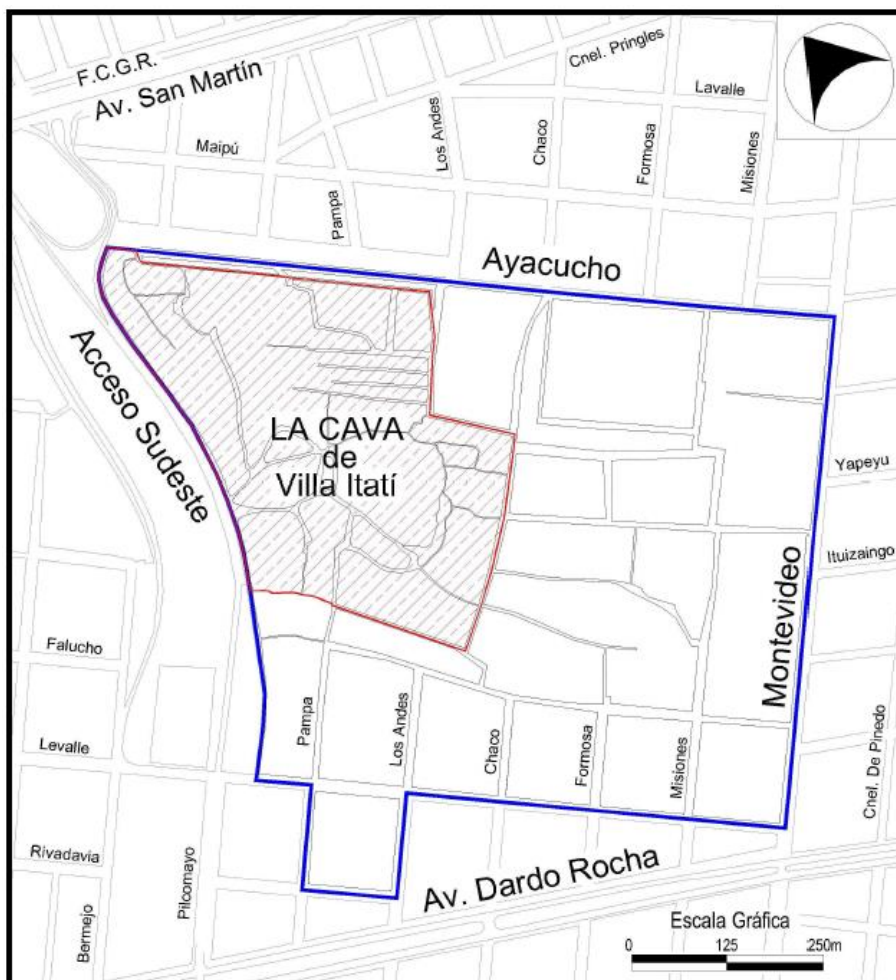 F.C.G.R.
Av. San Martín
Cnel. Pringles
Lavalle
Maipú
Los Andes
Chaco
Formosa
Misiones
Pampa
Ayacucho
Acceso Sudeste
LA CAVA
de
Villa Itatí
Yapeyu
Ituizaingo
Montevideo
Falucho
Levalle
Pampa
Los Andes
Chaco
Formosa
Misiones
Cnel. De Pinedo
Rivadavia
Pilcomayo
Bermejo
Av. Dardo Rocha
Escala Gráfica
0 125 250m